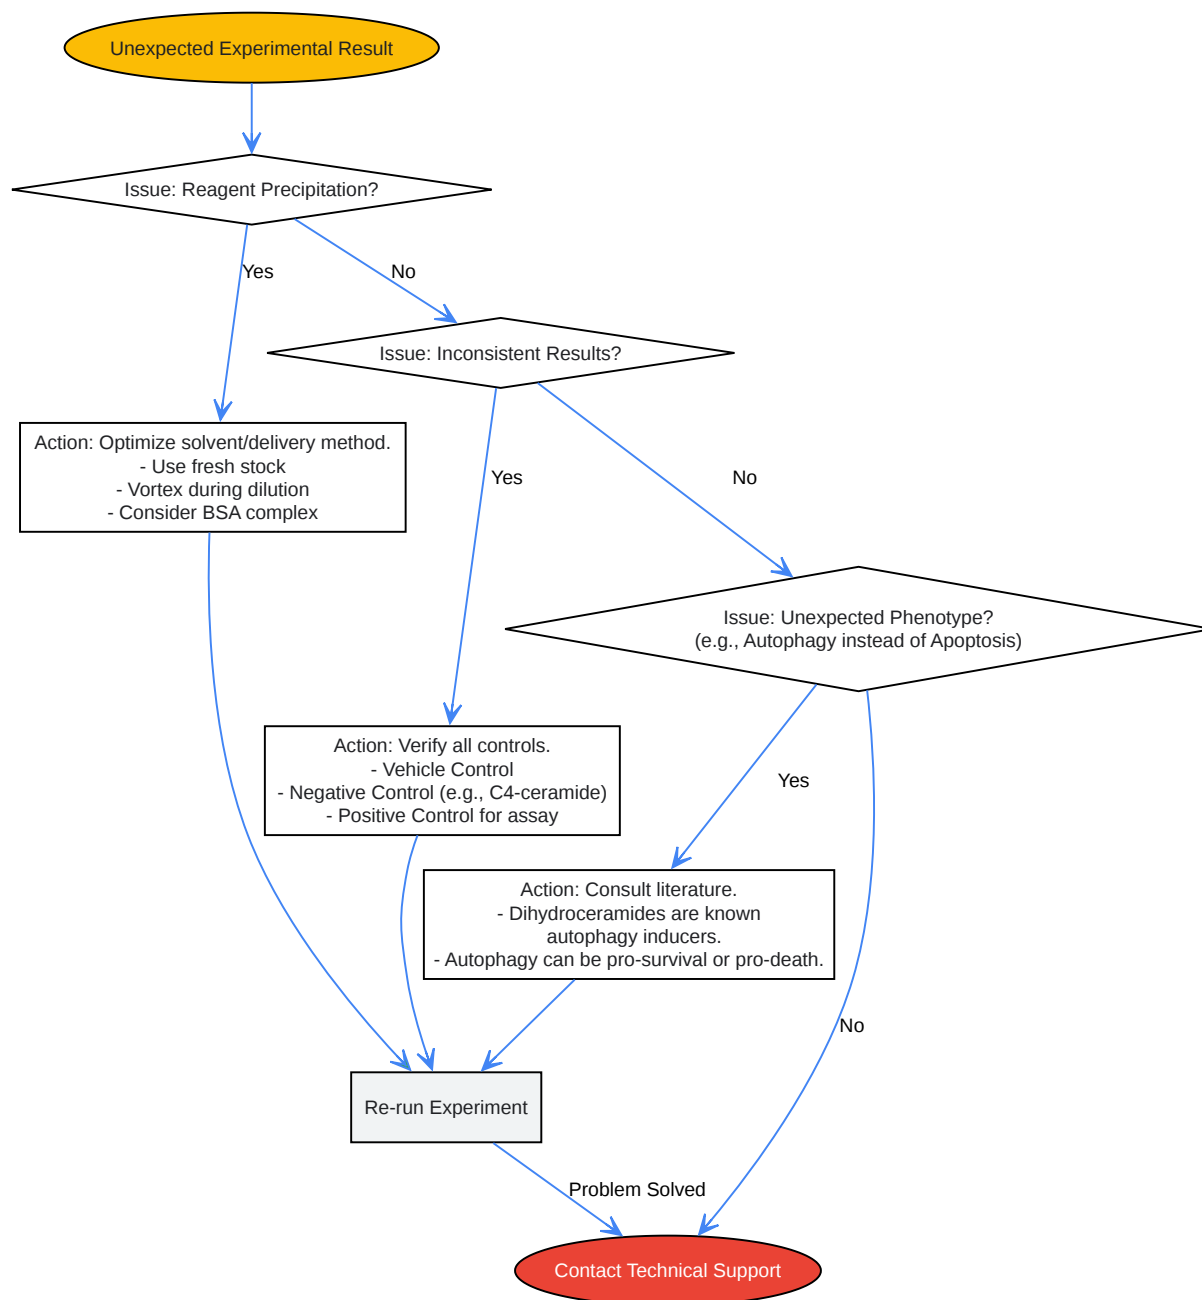 Unexpected Experimental Result
Issue: Reagent Precipitation?
Yes
No
Issue: Inconsistent Results?
Action: Optimize solvent/delivery method.
- Use fresh stock
- Vortex during dilution
- Consider BSA complex
Yes
No
Issue: Unexpected Phenotype?
(e.g., Autophagy instead of Apoptosis)
Action: Verify all controls.
- Vehicle Control
- Negative Control (e.g., C4-ceramide)
- Positive Control for assay
Yes
Action: Consult literature.
- Dihydroceramides are known
autophagy inducers.
- Autophagy can be pro-survival or pro-death.
No
Re-run Experiment
Problem Solved
Contact Technical Support